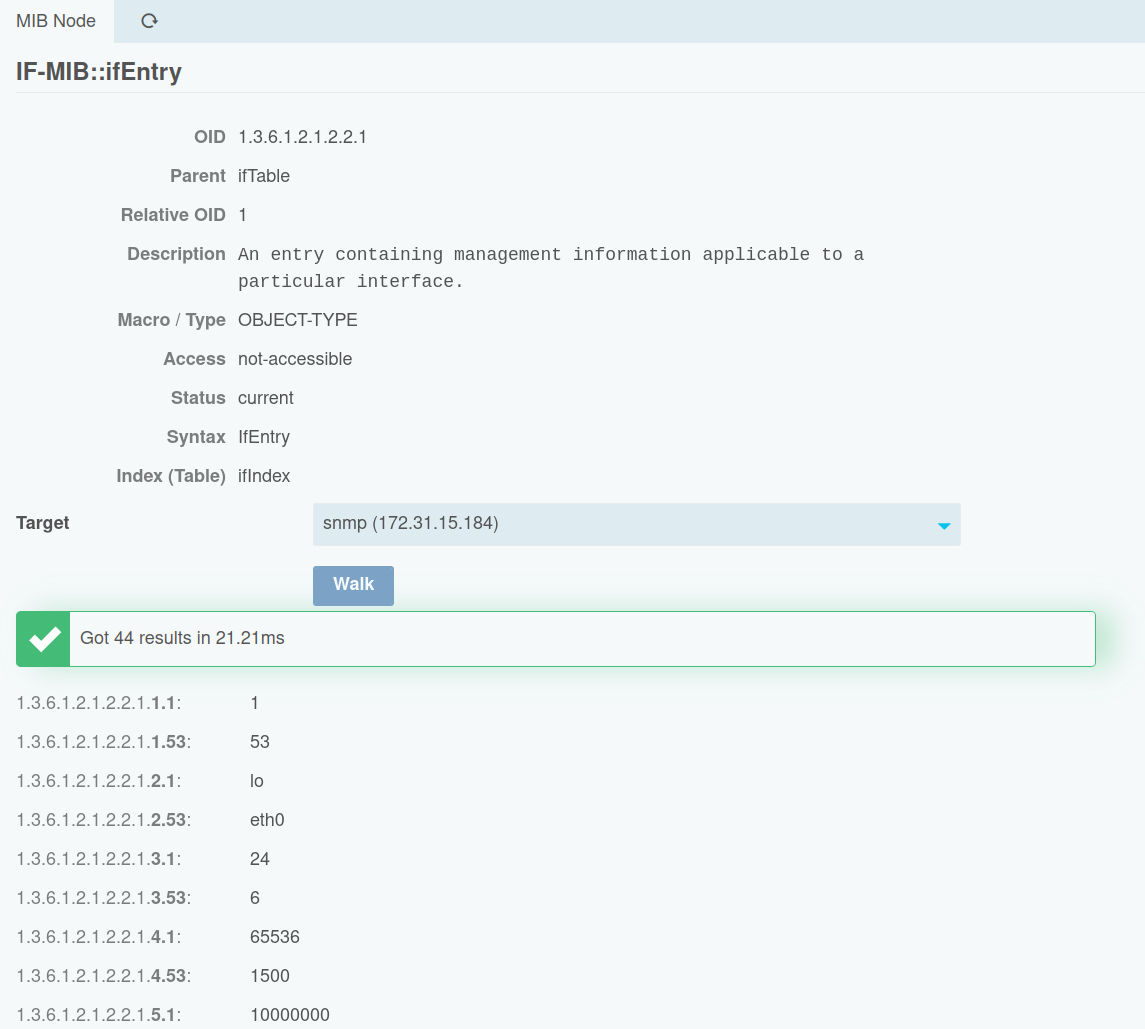 MIB Node
IF-MIB::ifEntry
OID 1.3.6.1.2.1.2.2.1
Parent ifTable
Relative OID 1
Description An entry containing management information applicable to a
particular interface.
Macro / Type OBJECT-TYPE
Access not-accessible
Status current
Syntax IfEntry
Index (Table) ifIndex
Target snmp (172.31.15.184)
Walk
Got 44 results in 21.21ms
1.3.6.1.2.1.2.2.1.1.1: 1
1.3.6.1.2.1.2.2.1.1.53: 53
1.3.6.1.2.1.2.2.1.2.1: lo
1.3.6.1.2.1.2.2.1.2.53: eth0
1.3.6.1.2.1.2.2.1.3.1: 24
1.3.6.1.2.1.2.2.1.3.53: 6
1.3.6.1.2.1.2.2.1.4.1: 65536
1.3.6.1.2.1.2.2.1.4.53: 1500
1.3.6.1.2.1.2.2.1.5.1: 10000000